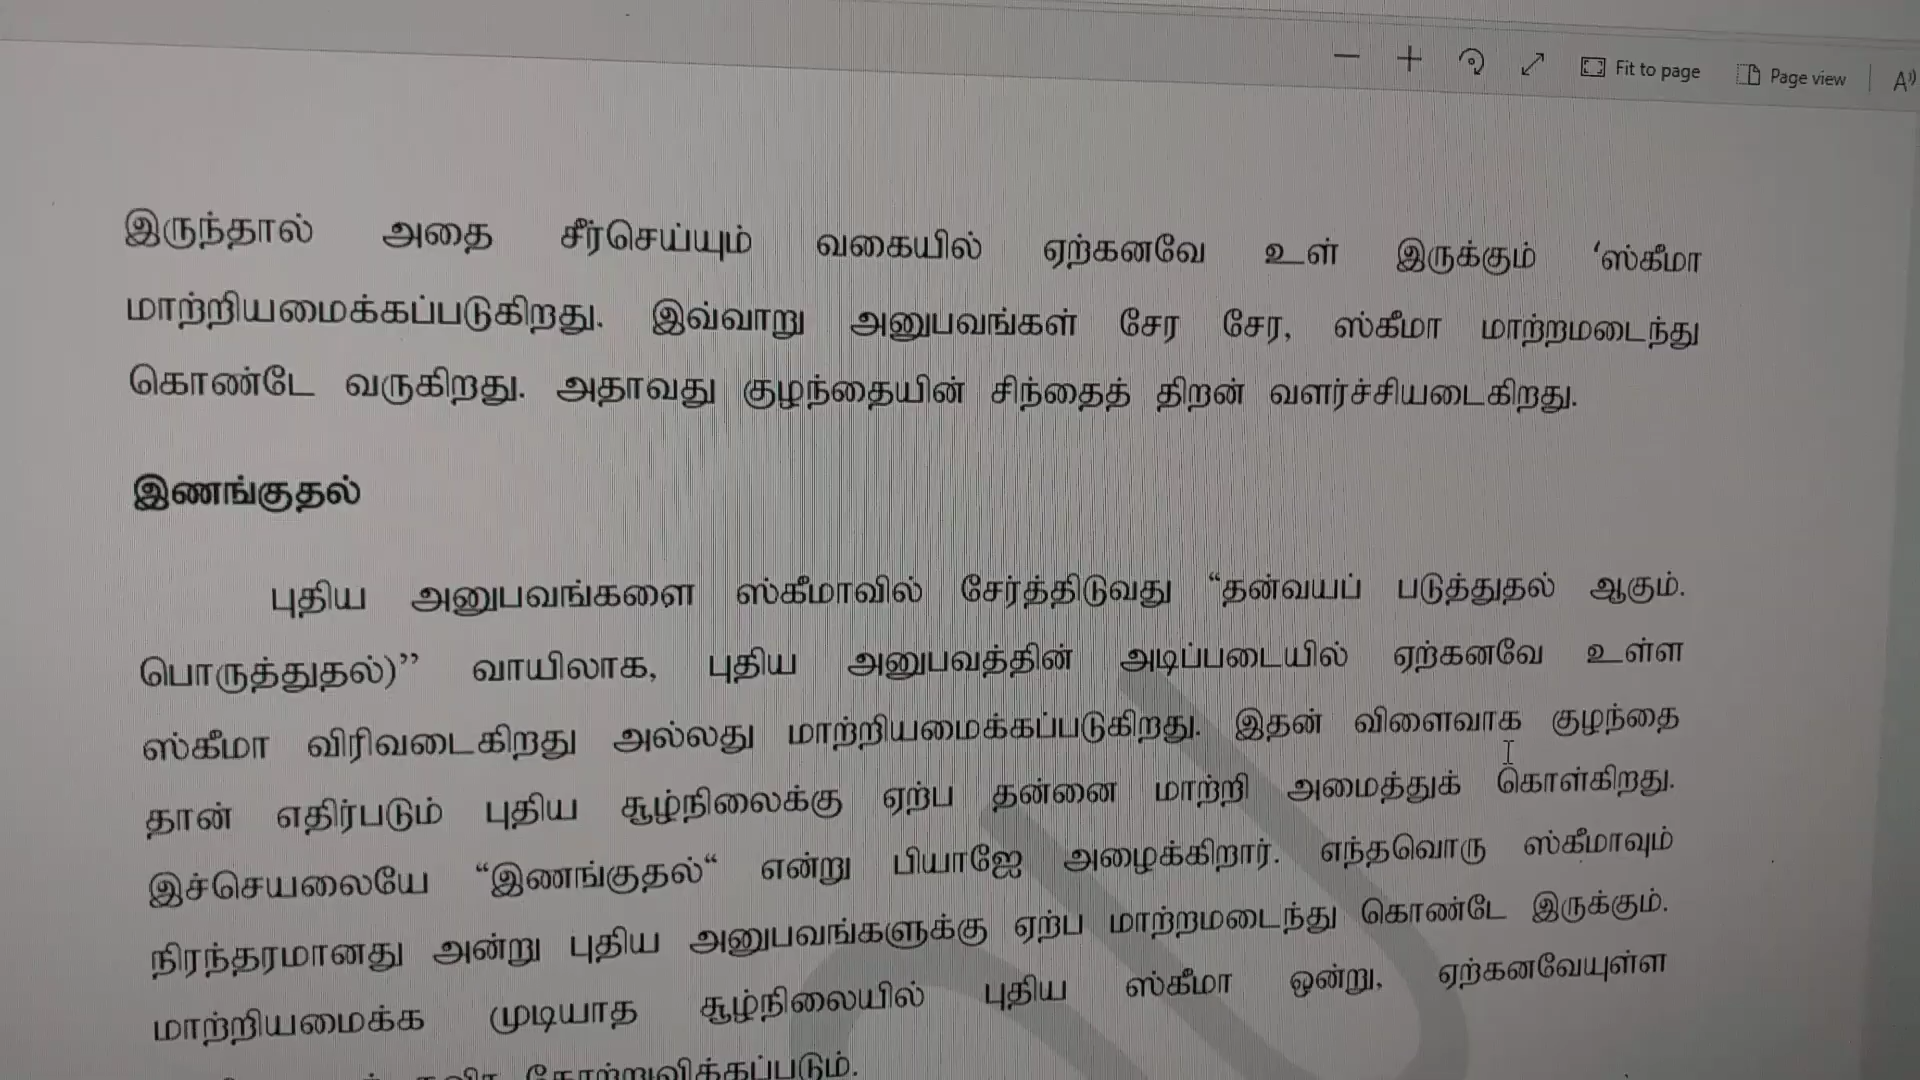 Fit to page Page view A
இருந்தால் அதை சீர்செய்யும் வகையில் ஏற்கனவே உள் இருக்கும் ‘ஸ்கீமா
மாற்றியமைக்கப்படுகிறது. இவ்வாறு அனுபவங்கள் சேர சேர, ஸ்கீமா மாற்றமடைந்து
கொண்டே வருகிறது. அதாவது குழந்தையின் சிந்தைத் திறன் வளர்ச்சியடைகிறது.
இணங்குதல்
புதிய அனுபவங்களை ஸ்கீமாவில் சேர்த்திடுவது “தன்வயப் படுத்துதல் ஆகும்.
பொருத்துதல்)” வாயிலாக, புதிய அனுபவத்தின் அடிப்படையில் ஏற்கனவே உள்ள
ஸ்கீமா விரிவடைகிறது அல்லது மாற்றியமைக்கப்படுகிறது. இதன் விளைவாக குழந்தை
தான் எதிர்படும் புதிய சூழ்நிலைக்கு ஏற்ப தன்னை மாற்றி அமைத்துக் கொள்கிறது.
இச்செயலையே “இணங்குதல்“ என்று பியாஜே அழைக்கிறார். எந்தவொரு ஸ்கீமாவும்
நிரந்தரமானது அன்று புதிய அனுபவங்களுக்கு ஏற்ப மாற்றமடைந்து கொண்டே இருக்கும்.
மாற்றியமைக்க முடியாத சூழ்நிலையில் புதிய ஸ்கீமா ஒன்று, ஏற்கனவேயுள்ள
தோற்றுவிக்கப்படும்.